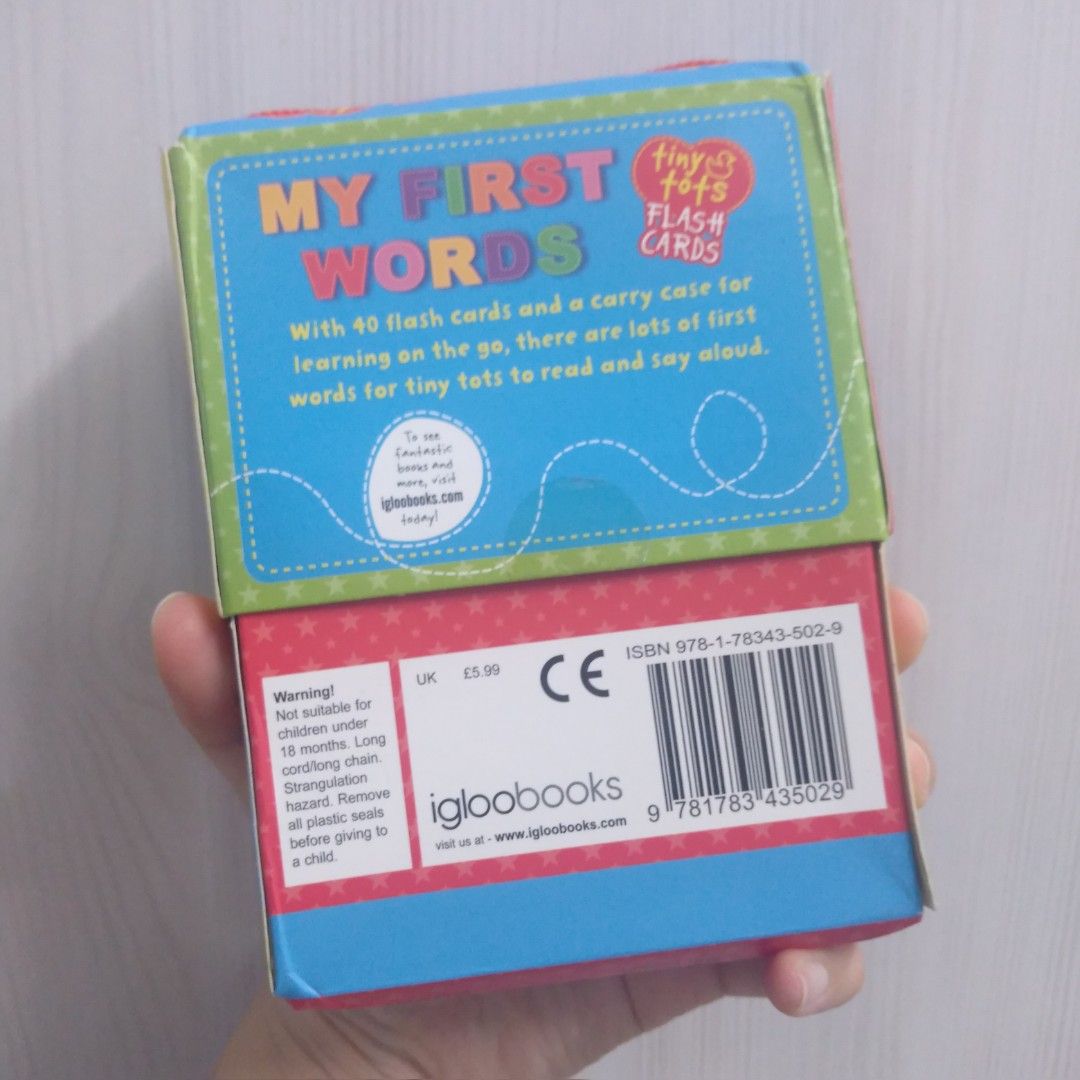 MY FIRST
WORDS
tiny
tots
FLASH
CARDS
With 40 flash cards and a carry case for
learning on the go, there are lots of first
words for tiny tots to read and say aloud.
To see
fantastic
books and
more, visit
igloobooks.com
today!
Warning!
Not suitable for
children under
18 months. Long
cord/long chain.
Strangulation
hazard. Remove
all plastic seals
before giving to
a child.
UK £5.99
CE
ISBN 978-1-78343-502-9
9 781783 435029
igloobooks
visit us at - www.igloobooks.com